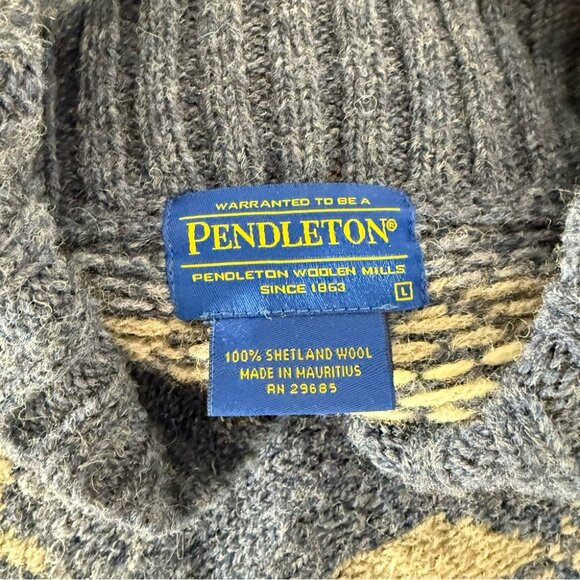 WARRANTED TO BE A
PENDLETON®
PENDLETON WOOLEN MILLS
SINCE 1863
L
100% SHETLAND WOOL
MADE IN MAURITIUS
RN 29685